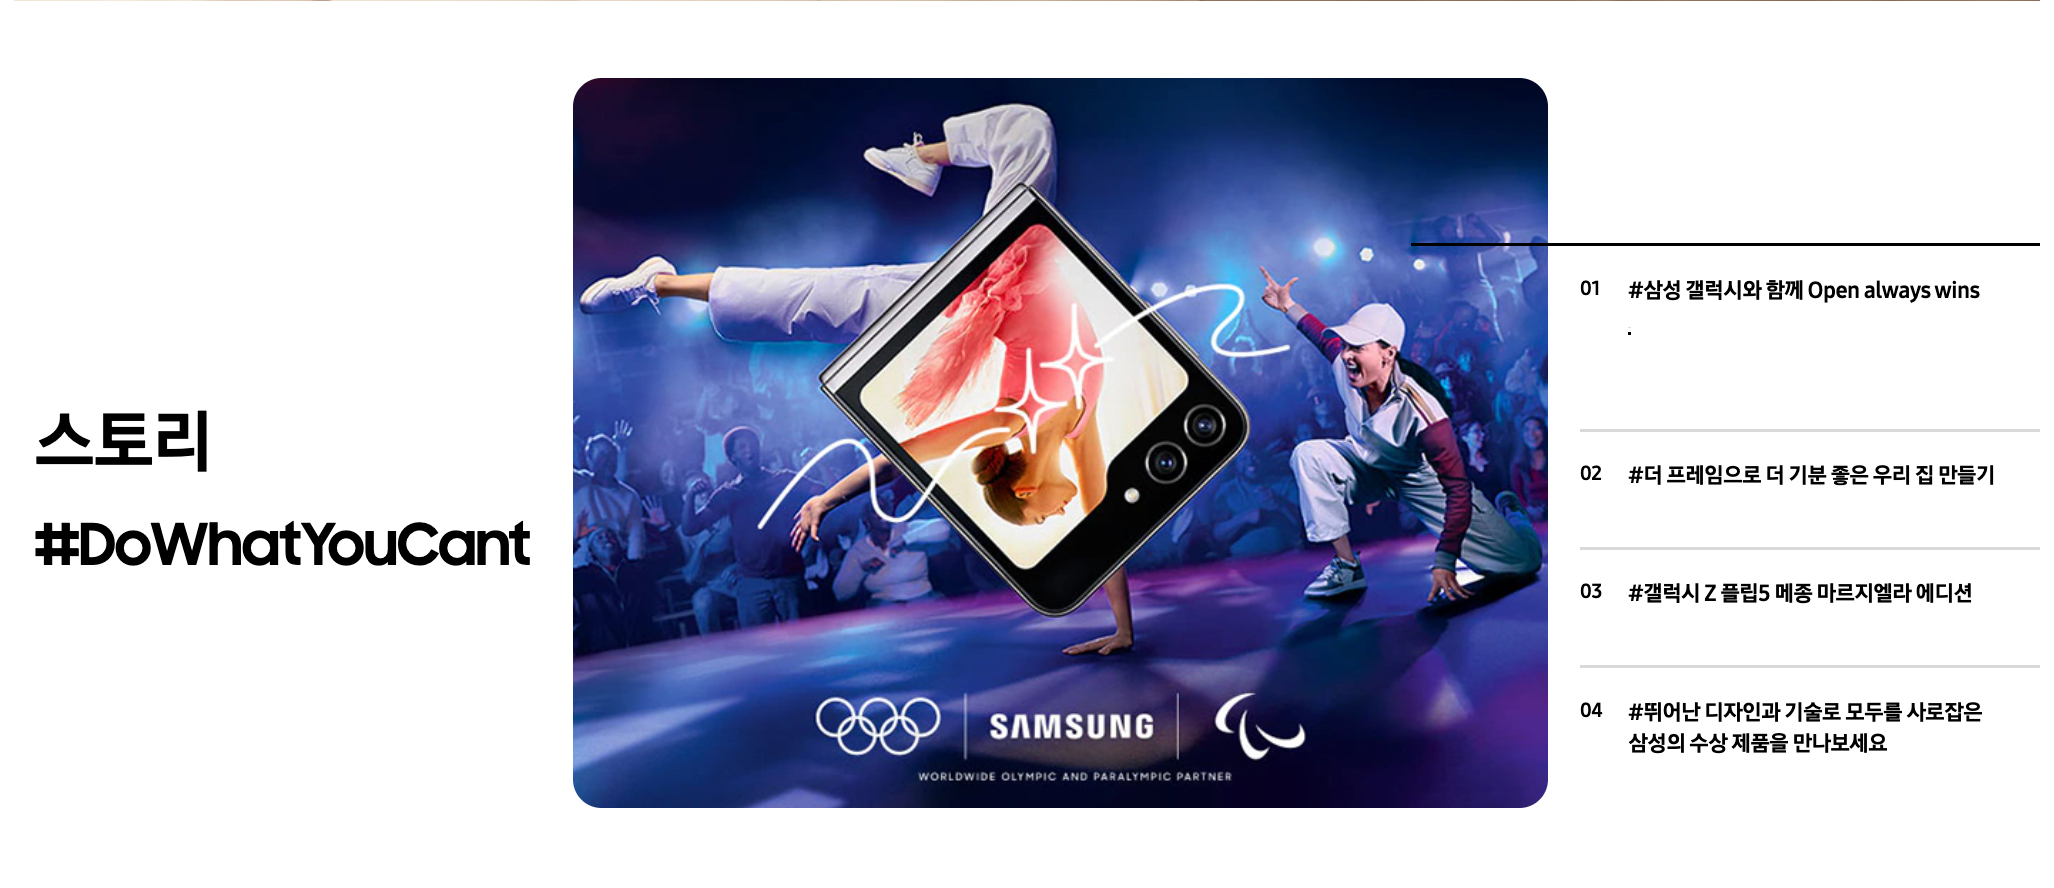 스토리
#DoWhatYouCant
SAMSUNG
WORLDWIDE OLYMPIC AND PARALYMPIC PARTNER
01 #삼성 갤럭시와 함께 Open always wins
.
02 #더 프레임으로 더 기분 좋은 우리 집 만들기
03 #갤럭시 Z 플립5 메종 마르지엘라 에디션
04 #뛰어난 디자인과 기술로 모두를 사로잡은
삼성의 수상 제품을 만나보세요